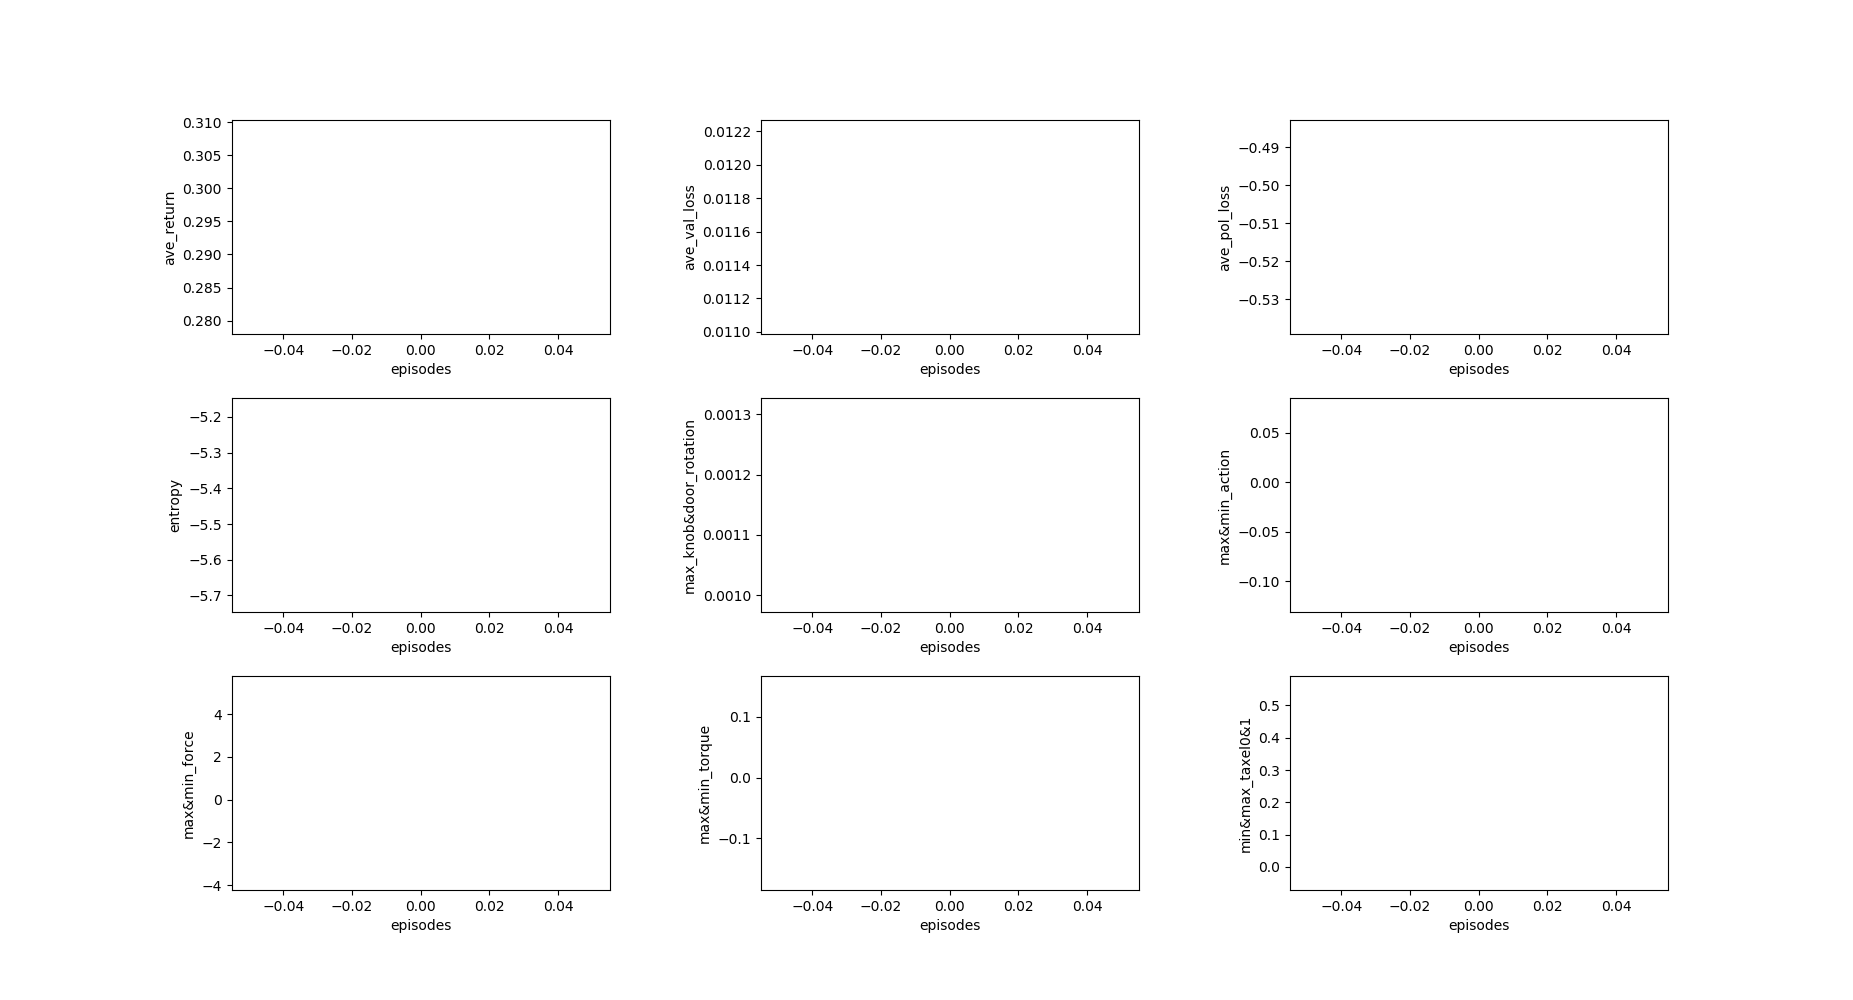 0.310
0.305
0.300
0.295
0.290
0.285
0.280
ave_return
−0.04 −0.02 0.00 0.02 0.04
episodes
0.0122
0.0120
0.0118
0.0116
0.0114
0.0112
0.0110
ave_val_loss
−0.04 −0.02 0.00 0.02 0.04
episodes
−0.49
−0.50
−0.51
−0.52
−0.53
ave_pol_loss
−0.04 −0.02 0.00 0.02 0.04
episodes
−5.2
−5.3
−5.4
−5.5
−5.6
−5.7
entropy
−0.04 −0.02 0.00 0.02 0.04
episodes
0.0013
0.0012
0.0011
0.0010
max_knob&door_rotation
−0.04 −0.02 0.00 0.02 0.04
episodes
0.05
0.00
−0.05
−0.10
max&min_action
−0.04 −0.02 0.00 0.02 0.04
episodes
4
2
0
−2
−4
max&min_force
−0.04 −0.02 0.00 0.02 0.04
episodes
0.1
0.0
−0.1
max&min_torque
−0.04 −0.02 0.00 0.02 0.04
episodes
0.5
0.4
0.3
0.2
0.1
0.0
min&max_taxel0&1
−0.04 −0.02 0.00 0.02 0.04
episodes